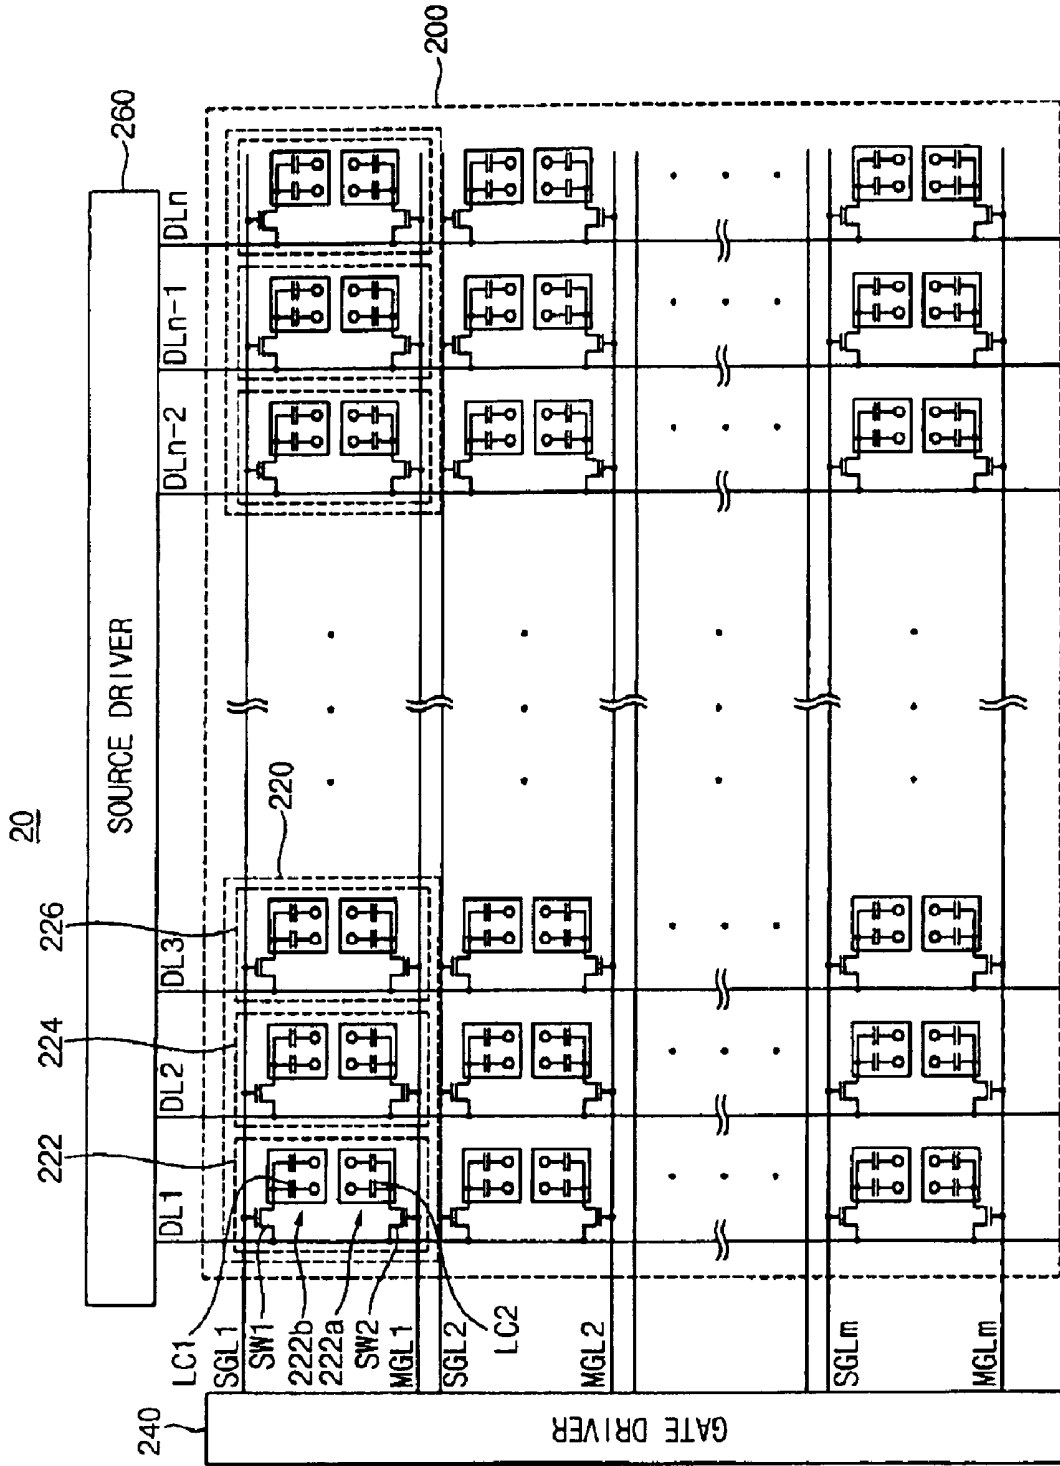 20
SOURCE DRIVER
260
200
222
224
226
220
DL1
DL2
DL3
DLn-2
DLn-1
DLn
LC1
SGL1
SW1
222b
222a
SW2
MGL1
SGL2
LC2
MGL2
SGLm
MGLm
240
GATE DRIVER